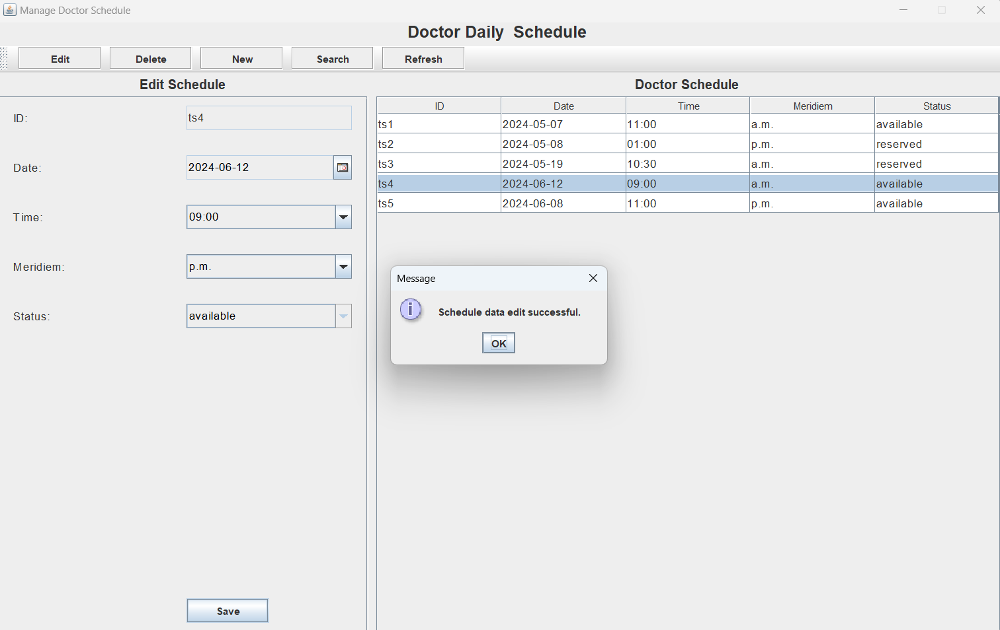 Manage Doctor Schedule
Doctor Daily  Schedule
Edit Delete New Search Refresh
Edit Schedule
ID: ts4
Date: 2024-06-12
Time: 09:00
Meridiem: p.m.
Status: available
Save
Doctor Schedule
ID Date Time Meridiem Status
ts1 2024-05-07 11:00 a.m. available
ts2 2024-05-08 01:00 p.m. reserved
ts3 2024-05-19 10:30 a.m. reserved
ts4 2024-06-12 09:00 a.m. available
ts5 2024-06-08 11:00 p.m. available
Message
i Schedule data edit successful.
OK